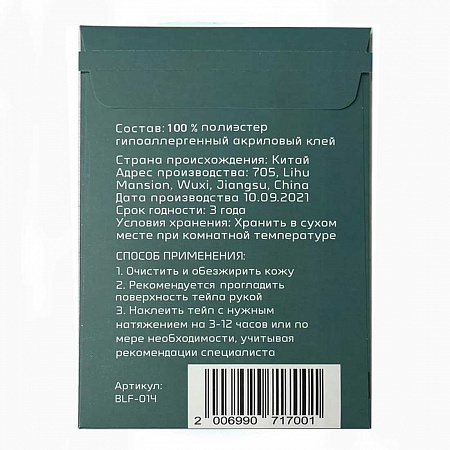 Состав: 100 % полиэстер
гипоаллергенный акриловый клей
Страна происхождения: Китай
Адрес производства: 705, Lihu
Mansion, Wuxi, Jiangsu, China
Дата производства 10.09.2021
Срок годности: 3 года
Условия хранения: Хранить в сухом
месте при комнатной температуре
СПОСОБ ПРИМЕНЕНИЯ:
1. Очистить и обезжирить кожу
2. Рекомендуется прогладить
поверхность тейпа рукой
3. Наклеить тейп с нужным
натяжением на 3-12 часов или по
мере необходимости, учитывая
рекомендации специалиста
Артикул:
BLF-014
2 006990 717001